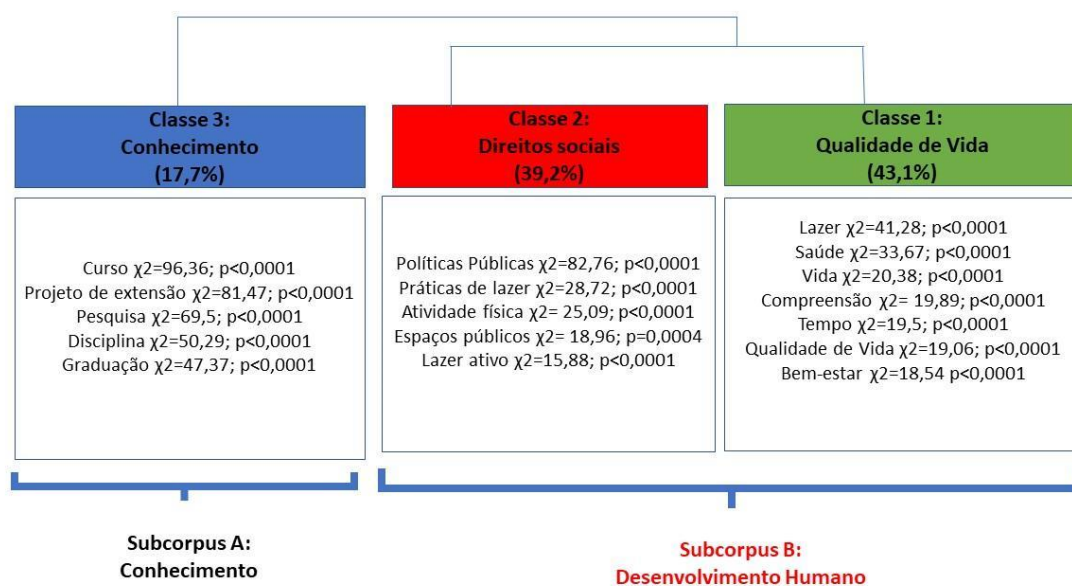 Classe 3:
Conhecimento
(17,7%)
Classe 2:
Direitos sociais
(39,2%)
Classe 1:
Qualidade de Vida
(43,1%)
Curso χ2=96,36; p<0,0001
Projeto de extensão χ2=81,47; p<0,0001
Pesquisa χ2=69,5; p<0,0001
Disciplina χ2=50,29; p<0,0001
Graduação χ2=47,37; p<0,0001
Políticas Públicas χ2=82,76; p<0,0001
Práticas de lazer χ2=28,72; p<0,0001
Atividade física χ2= 25,09; p<0,0001
Espaços públicos χ2= 18,96; p=0,0004
Lazer ativo χ2=15,88; p<0,0001
Lazer χ2=41,28; p<0,0001
Saúde χ2=33,67; p<0,0001
Vida χ2=20,38; p<0,0001
Compreensão χ2= 19,89; p<0,0001
Tempo χ2=19,5; p<0,0001
Qualidade de Vida χ2=19,06; p<0,0001
Bem-estar χ2=18,54 p<0,0001
Subcorpus A:
Conhecimento
Subcorpus B:
Desenvolvimento Humano